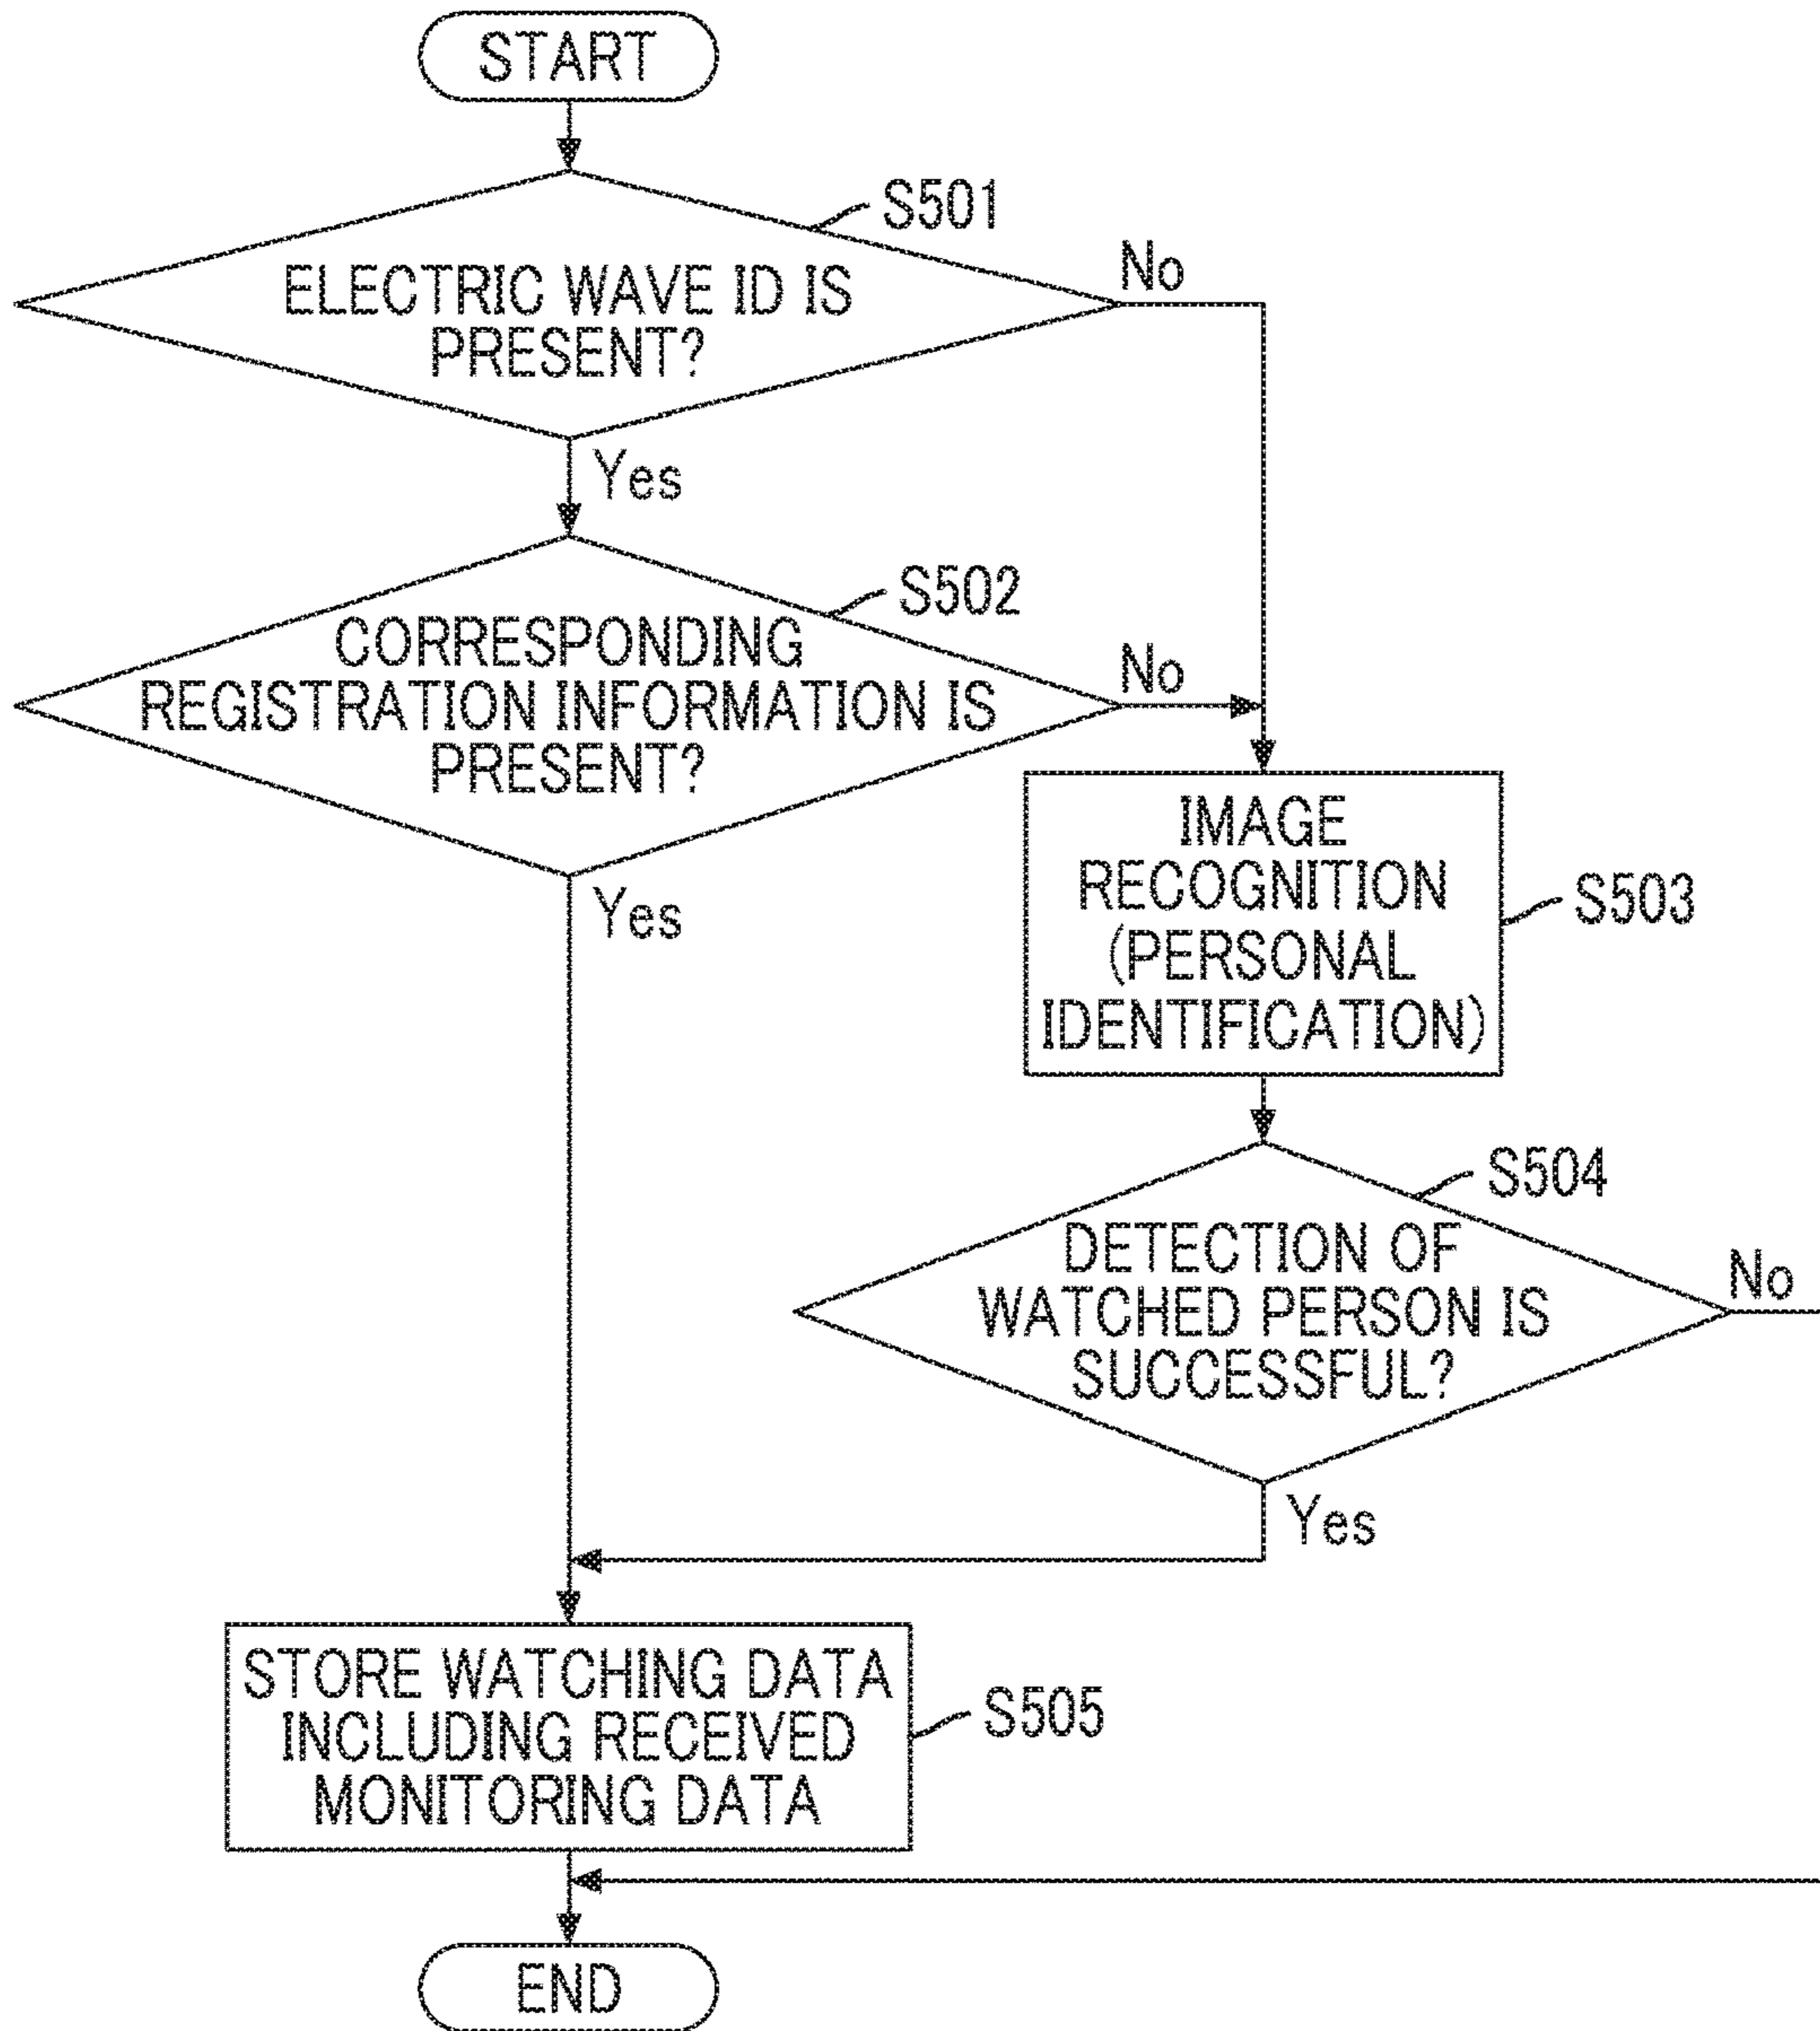 START
S501
ELECTRIC WAVE ID IS
PRESENT?
No
Yes
S502
CORRESPONDING
REGISTRATION INFORMATION IS
PRESENT?
No
Yes
IMAGE
RECOGNITION
(PERSONAL
IDENTIFICATION)
S503
S504
DETECTION OF
WATCHED PERSON IS
SUCCESSFUL?
No
Yes
STORE WATCHING DATA
INCLUDING RECEIVED
MONITORING DATA
S505
END